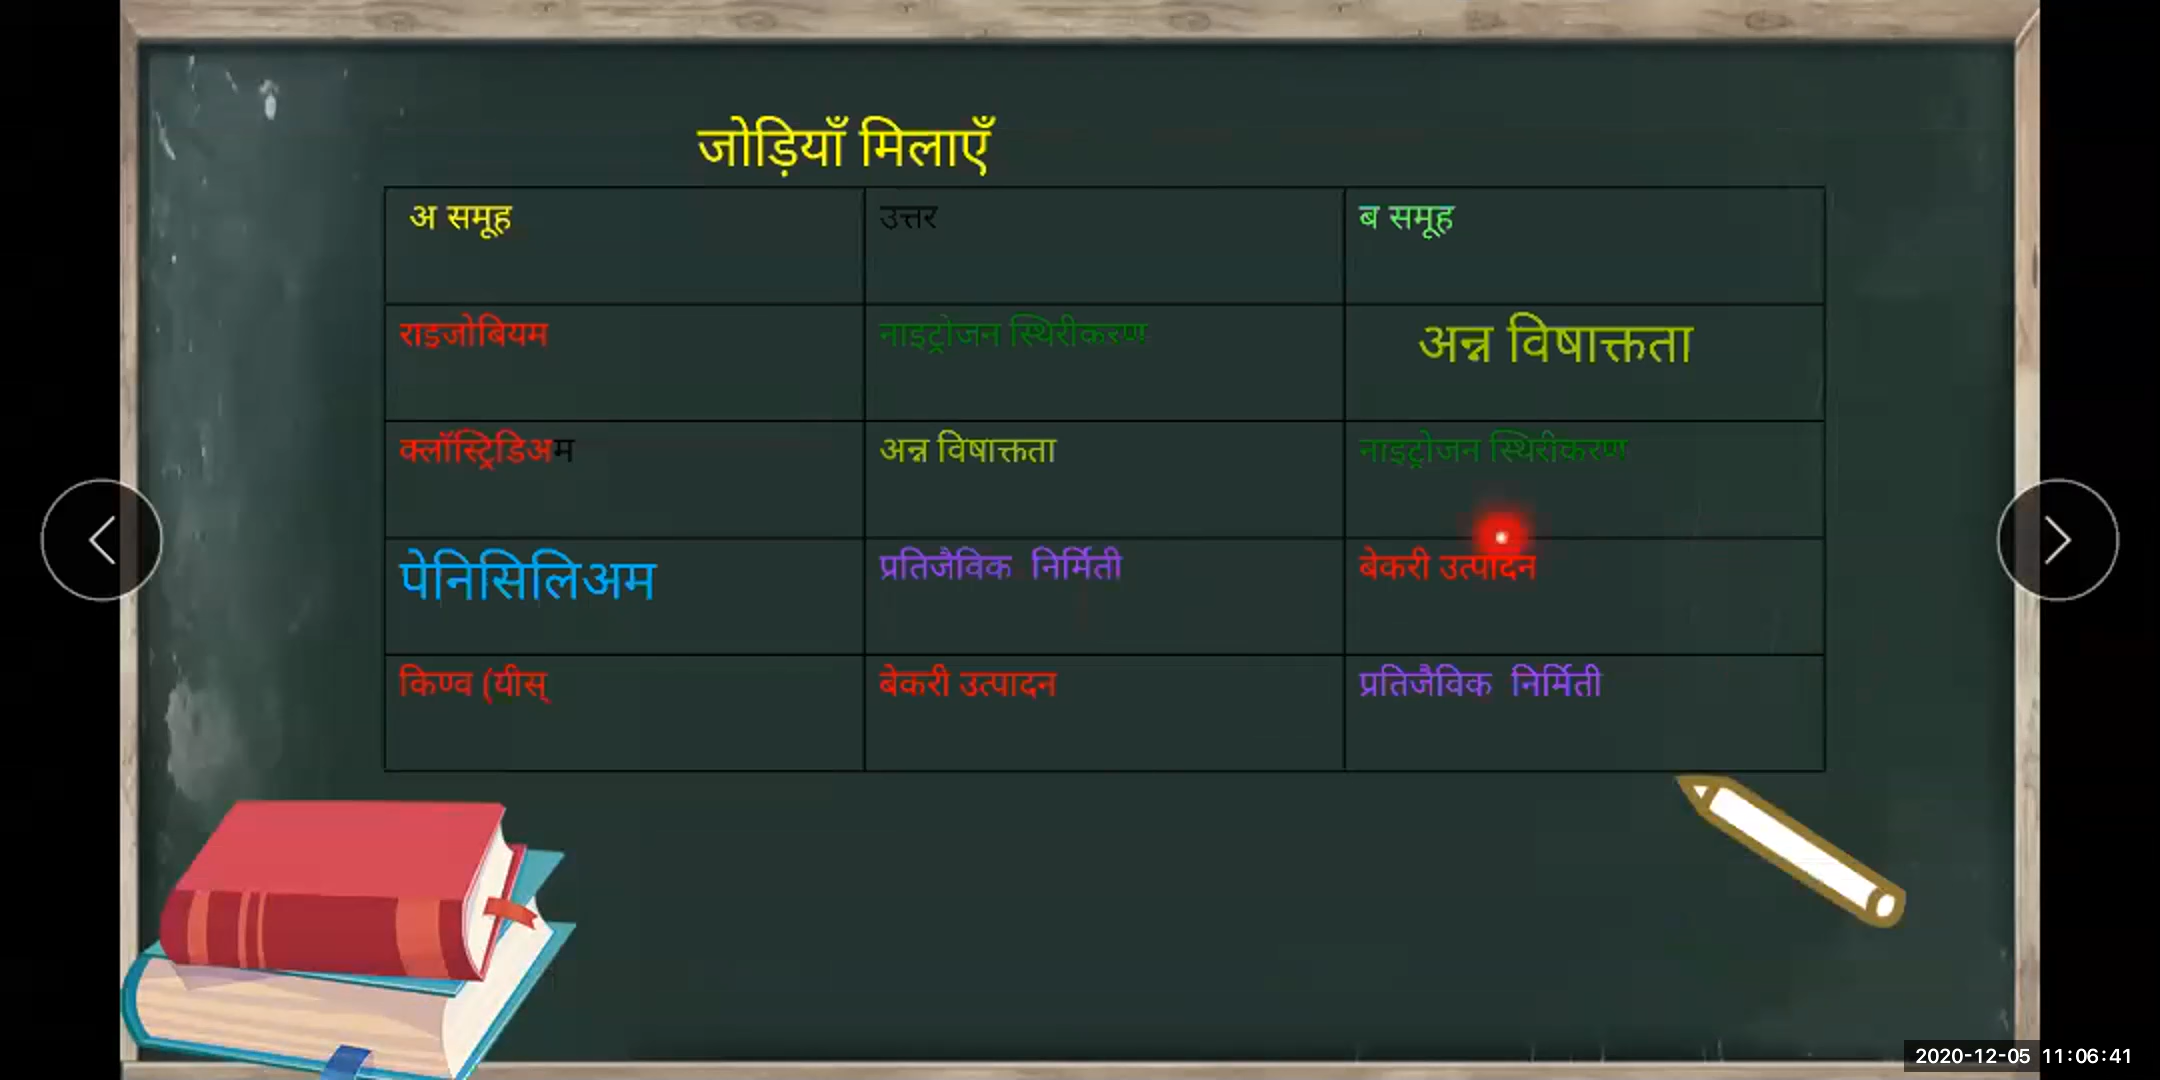 जोड़ियाँ मिलाएँ
अ समूह उत्तर ब समूह
राइजोबियम नाइट्रोजन स्थिरीकरण अन्न विषाक्तता
क्लॉस्ट्रिडिअम अन्न विषाक्तता नाइट्रोजन स्थिरीकरण
पेनिसिलिअम प्रतिजैविक निर्मिती बेकरी उत्पादन
किण्व (यीस् बेकरी उत्पादन प्रतिजैविक निर्मिती
2020-12-05 11:06:41